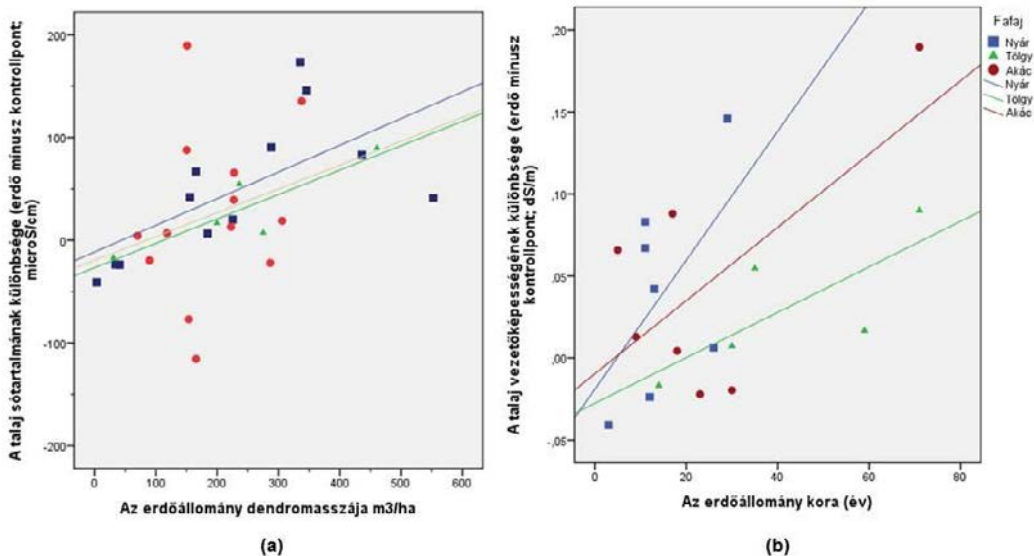 A talaj sótartalmának különbsége (erdő mínusz kontrollpont;
microS/cm)
200
100
0
-100
-200
0
100
200
300
400
500
600
Az erdőállomány dendromasszája m3/ha
(a)
A talaj vezetőképességének különbsége (erdő mínusz
kontrollpont; dS/m)
,20
,15
,10
,05
,00
-,05
0
20
40
60
80
Az erdőállomány kora (év)
(b)
Fafaj
Nyár
Tölgy
Akác
Nyár
Tölgy
Akác